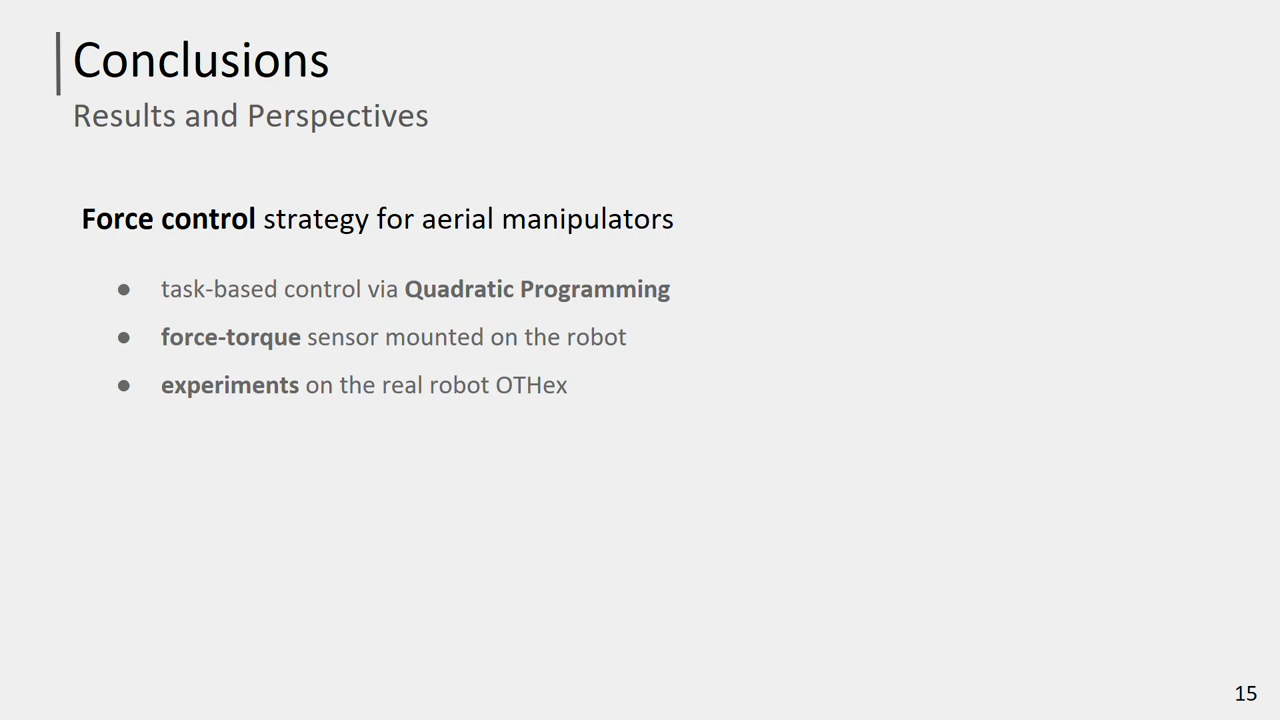 Conclusions
Results and Perspectives
Force control strategy for aerial manipulators
● task-based control via Quadratic Programming
● force-torque sensor mounted on the robot
● experiments on the real robot OTHex
15